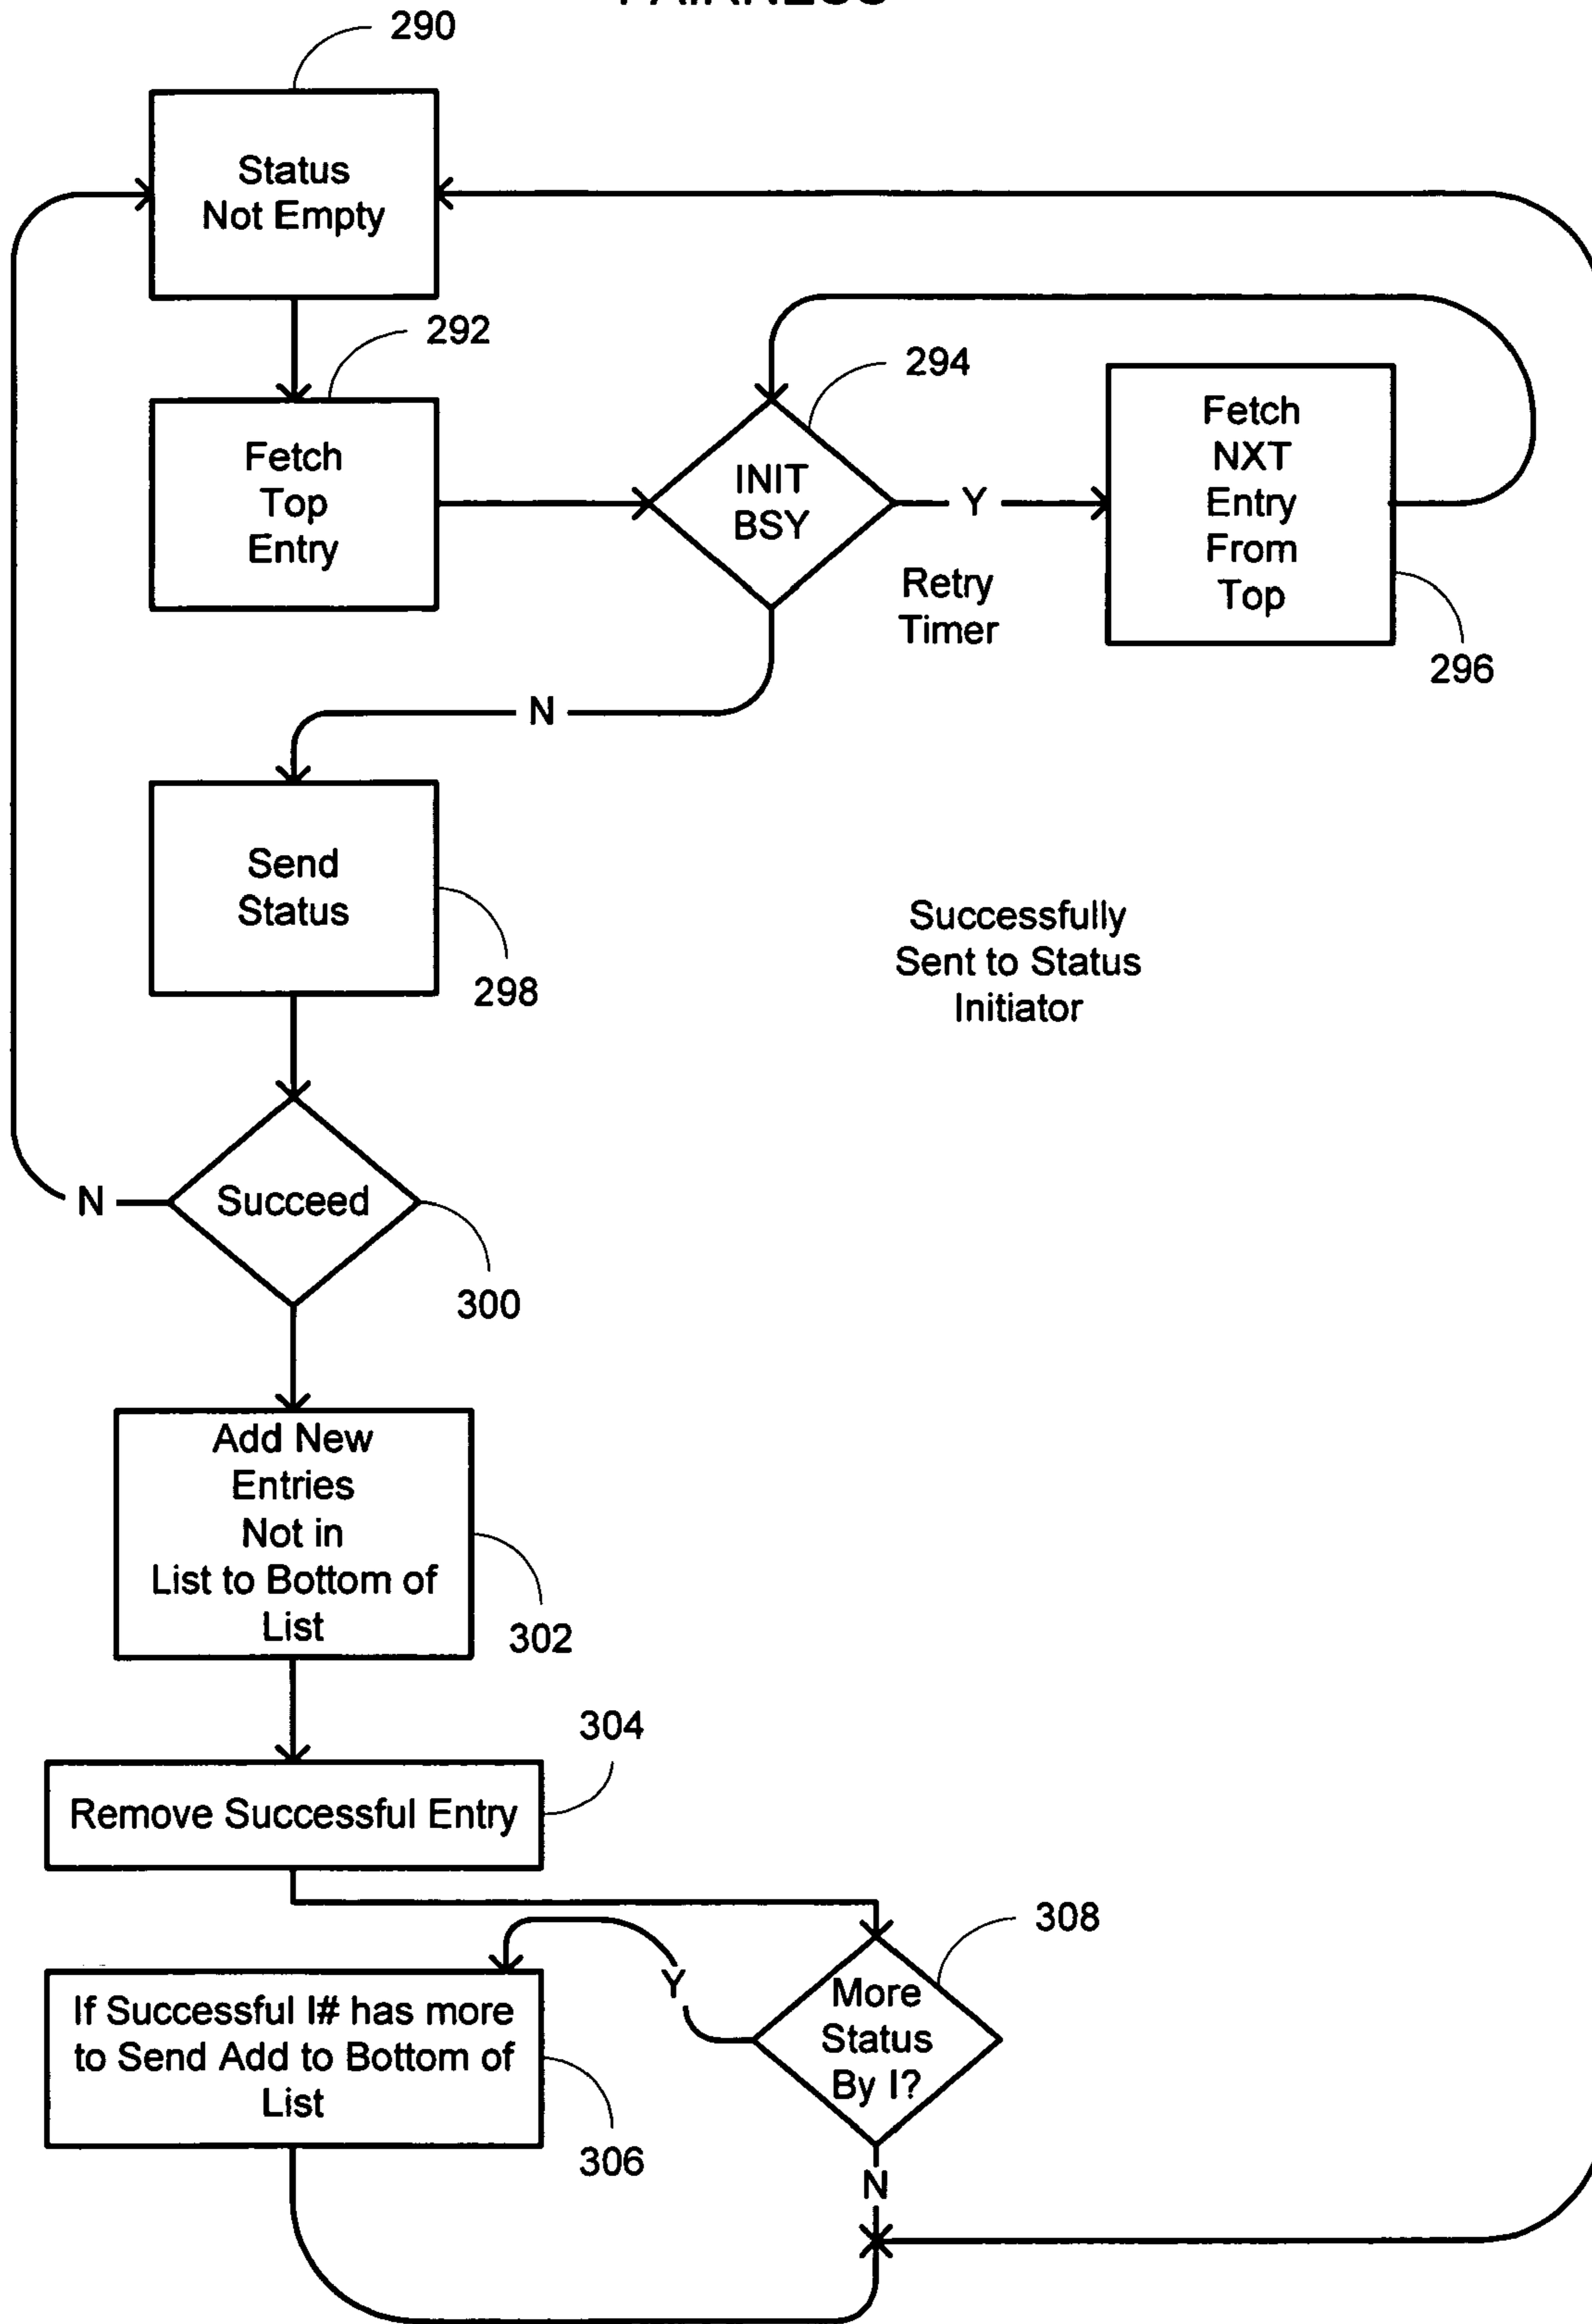 290
Status
Not Empty
292
Fetch
Top
Entry
294
INIT
BSY
Y
Retry
Timer
Fetch
NXT
Entry
From
Top
296
N
Send
Status
298
Successfully
Sent to Status
Initiator
N
Succeed
300
Add New
Entries
Not in
List to Bottom of
List
302
304
Remove Successful Entry
308
Y
More
Status
By I?
If Successful I# has more
to Send Add to Bottom of
List
306
N